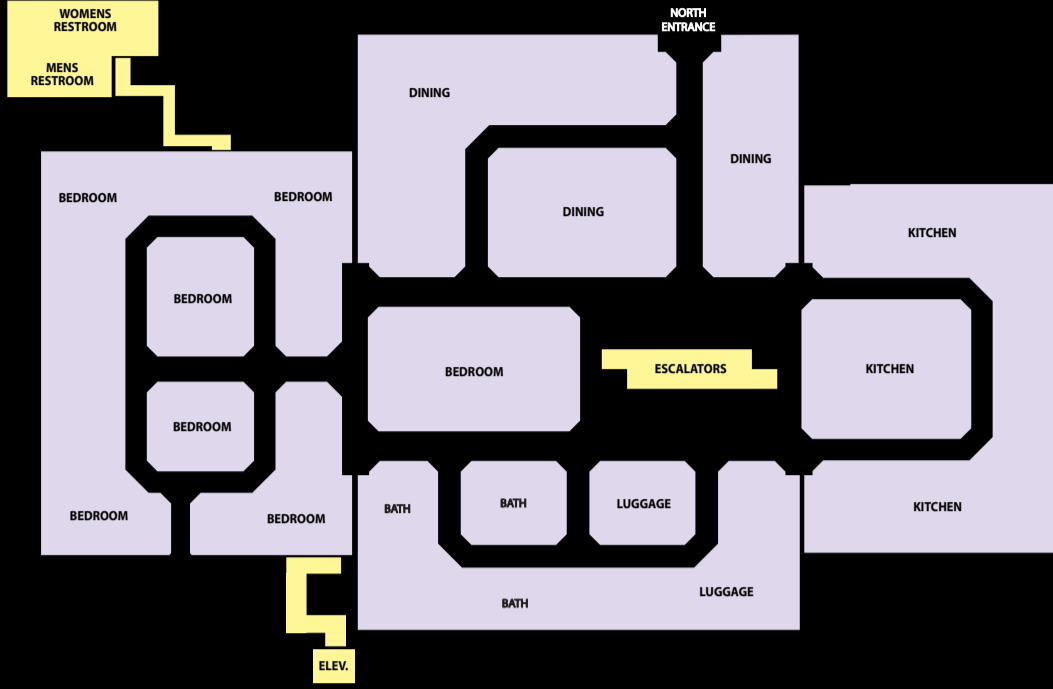 WOMENS
RESTROOM
MENS
RESTROOM
NORTH
ENTRANCE
DINING
DINING
DINING
BEDROOM
BEDROOM
KITCHEN
BEDROOM
BEDROOM
ESCALATORS
KITCHEN
BEDROOM
BATH
BATH
LUGGAGE
KITCHEN
BEDROOM
BEDROOM
BATH
LUGGAGE
ELEV.